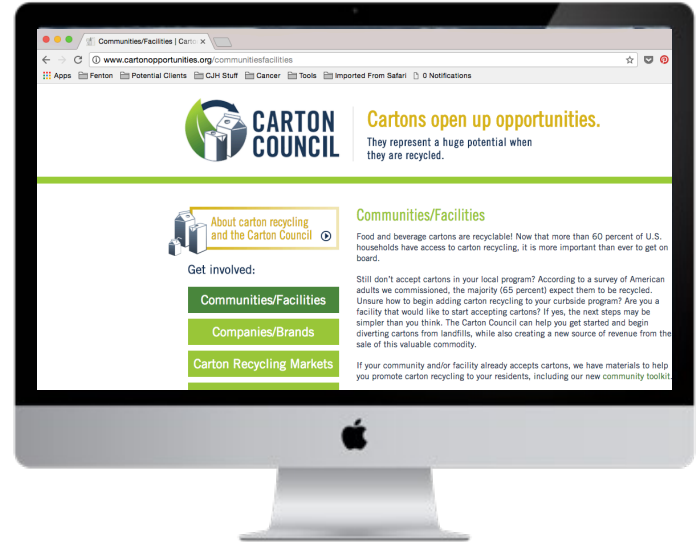 Communities/Facilities | Carto
www.cartonopportunities.org/communitiesfacilities
Apps Fenton Potential Clients CJH Stuff Cancer Tools Imported From Safari 0 Notifications
CARTON
COUNCIL
Cartons open up opportunities.
They represent a huge potential when
they are recycled.
About carton recycling
and the Carton Council
Get involved:
Communities/Facilities
Companies/Brands
Carton Recycling Markets
Communities/Facilities
Food and beverage cartons are recyclable! Now that more than 60 percent of U.S.
households have access to carton recycling, it is more important than ever to get on
board.
Still don't accept cartons in your local program? According to a survey of American
adults we commissioned, the majority (65 percent) expect them to be recycled.
Unsure how to begin adding carton recycling to your curbside program? Are you a
facility that would like to start accepting cartons? If yes, the next steps may be
simpler than you think. The Carton Council can help you get started and begin
diverting cartons from landfills, while also creating a new source of revenue from the
sale of this valuable commodity.
If your community and/or facility already accepts cartons, we have materials to help
you promote carton recycling to your residents, including our new community toolkit.